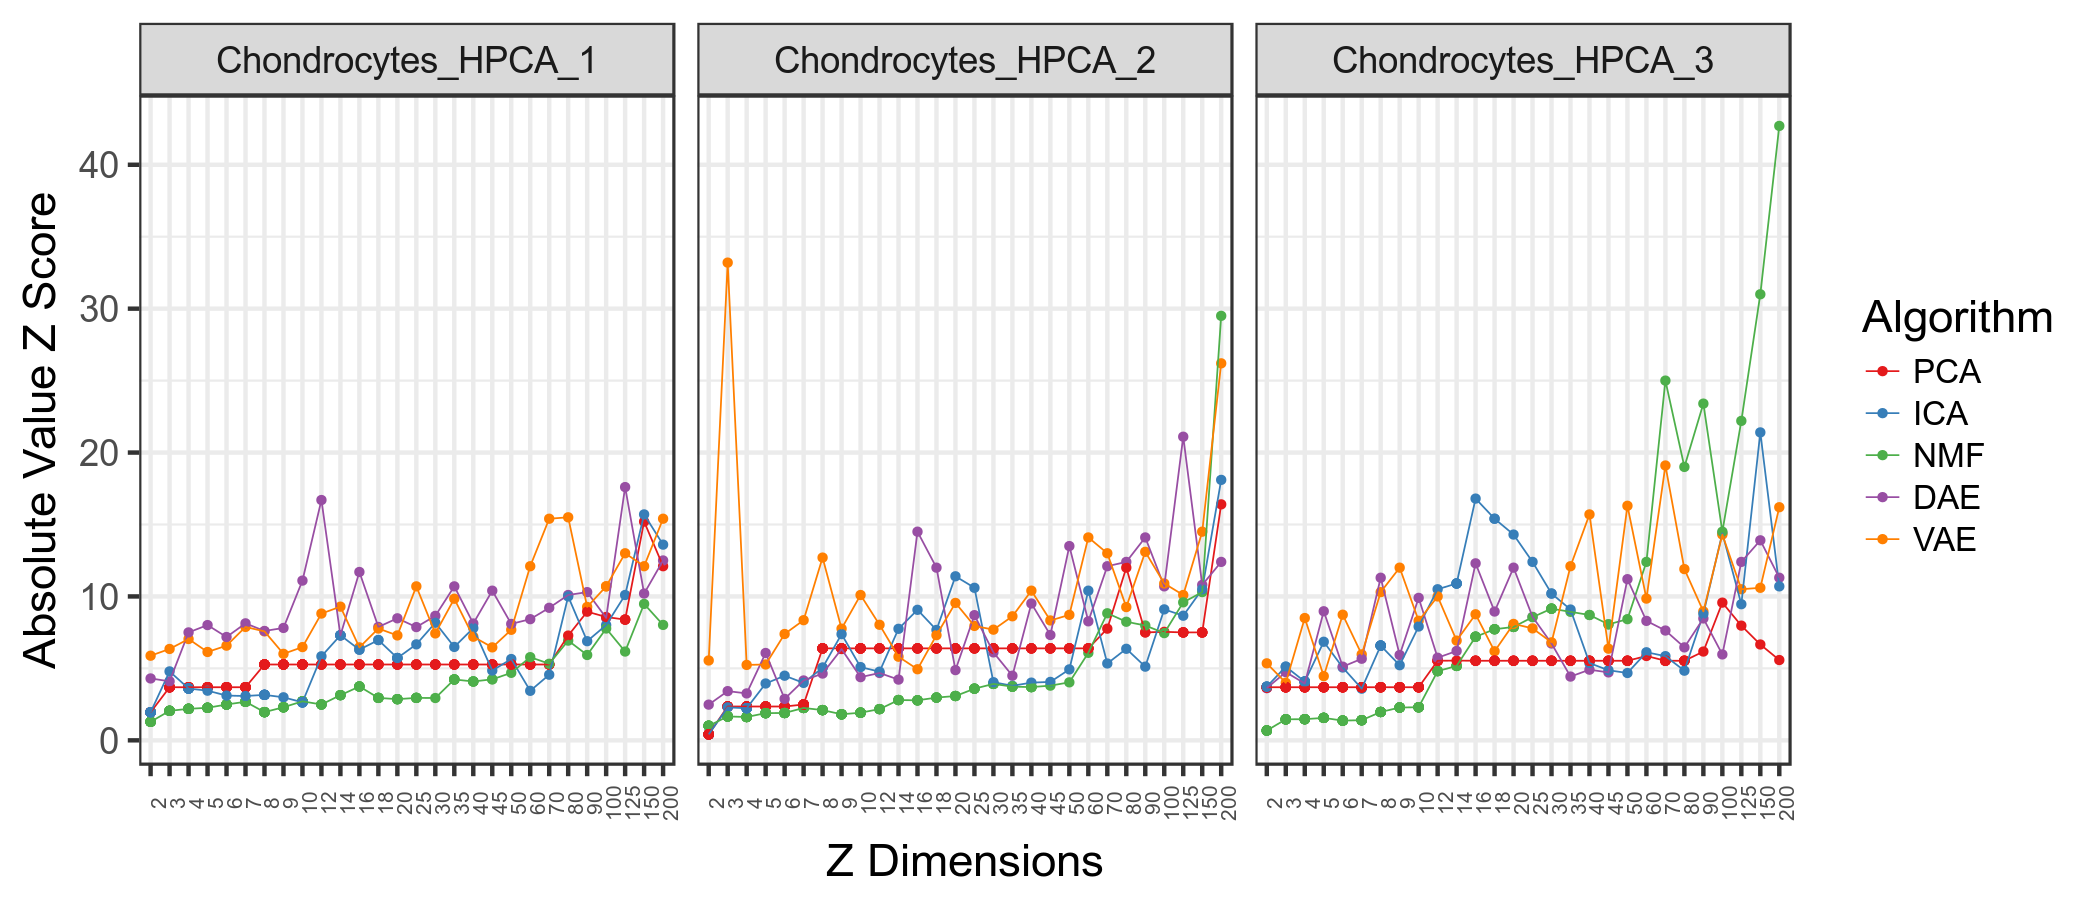 Chondrocytes_HPCA_1 Chondrocytes_HPCA_2 Chondrocytes_HPCA_3
Absolute Value Z Score
40
30
20
10
0
2 3 4 5 6 7 8 9 10 12 14 16 18 20 25 30 35 40 45 50 60 70 80 90 100 125 150 200
2 3 4 5 6 7 8 9 10 12 14 16 18 20 25 30 35 40 45 50 60 70 80 90 100 125 150 200
2 3 4 5 6 7 8 9 10 12 14 16 18 20 25 30 35 40 45 50 60 70 80 90 100 125 150 200
Z Dimensions
Algorithm
PCA
ICA
NMF
DAE
VAE